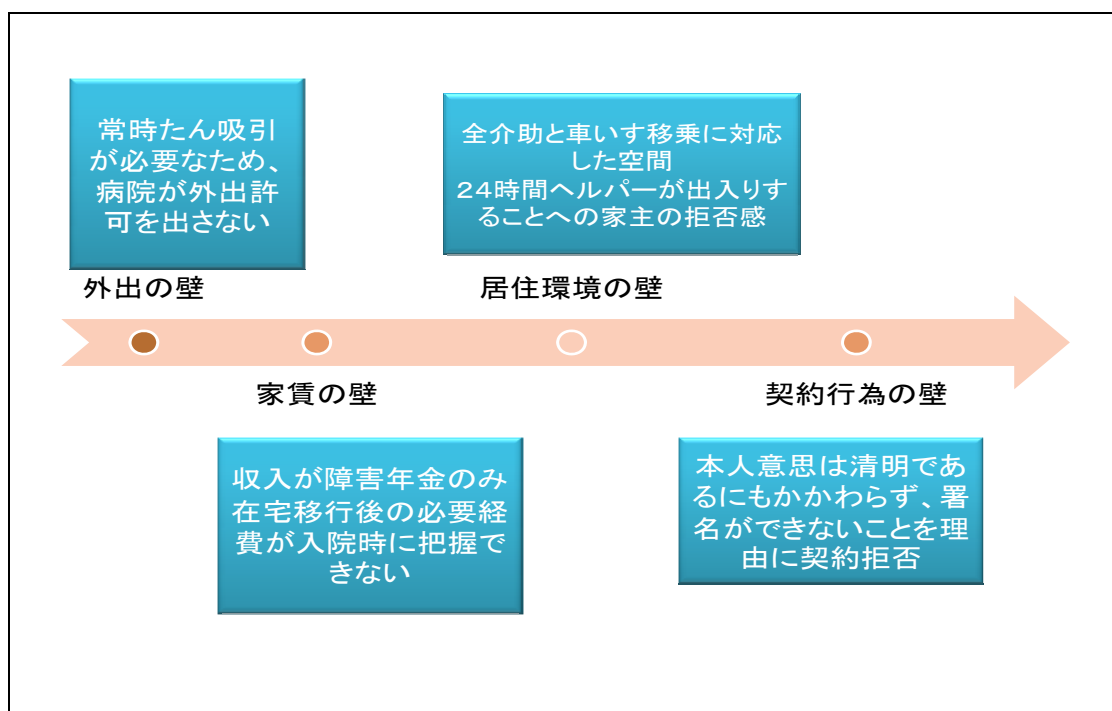 常時たん吸引
が必要なため、
病院が外出許
可を出さない
外出の壁
全介助と車いす移乗に対応
した空間
24時間ヘルパーが出入りす
ることへの家主の拒否感
居住環境の壁
家賃の壁
収入が障害年金のみ
在宅移行後の必要経
費が入院時に把握で
きない
契約行為の壁
本人意思は清明であ
るにもかかわらず、署
名ができないことを理
由に契約拒否